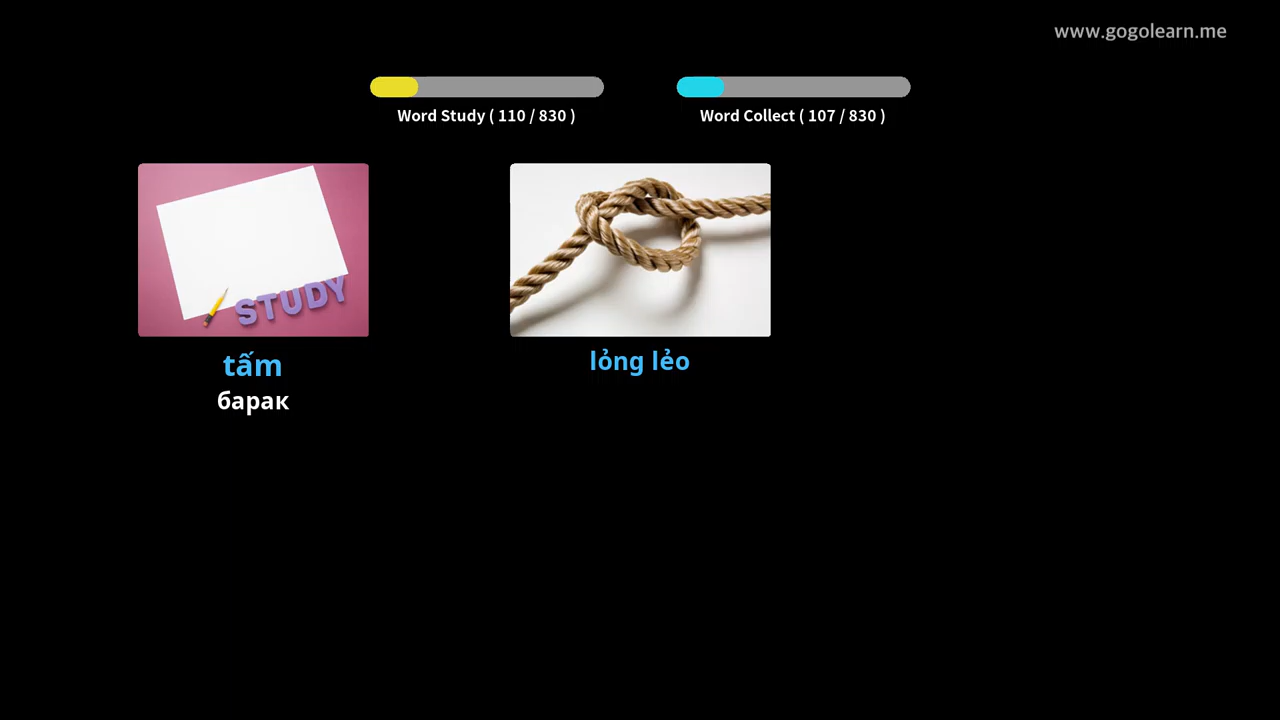 www.gogolearn.me
Word Study ( 110 / 830 )
Word Collect ( 107 / 830 )
STUDY
tấm
барак
lỏng lẻo